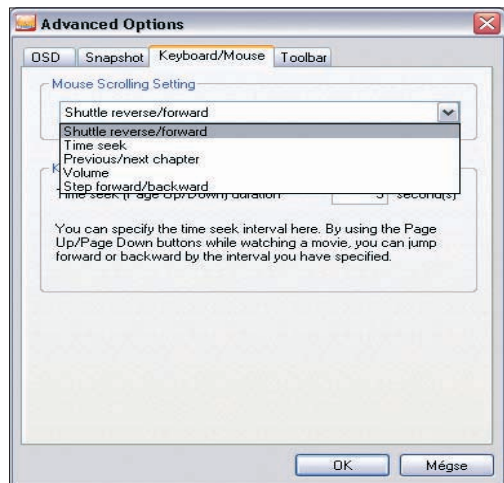 Advanced Options
OSD Snapshot Keyboard/Mouse Toolbar
Mouse Scrolling Setting
Shuttle reverse/forward
Shuttle reverse/forward
Time seek
Previous/next chapter
Volume
Step forward/backward
Time seek (Page Up/Down) duration second(s)
You can specify the time seek interval here. By using the Page
Up/Page Down buttons while watching a movie, you can jump
forward or backward by the interval you have specified.
OK Mégse